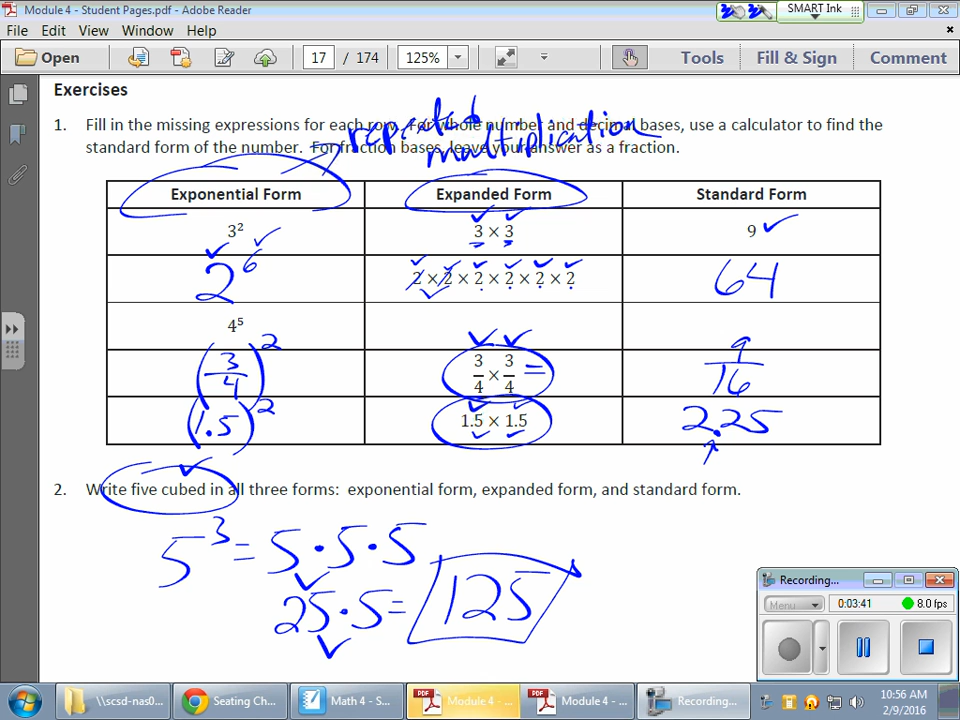 Module 4 - Student Pages.pdf - Adobe Reader
SMART Ink
File Edit View Window Help
Open 17 / 174 125% Tools Fill & Sign Comment
Exercises
1. Fill in the missing expressions for each row. For whole number and decimal bases, use a calculator to find the
standard form of the number. For fraction bases, leave your answer as a fraction.
repeated
multiplication
Exponential Form Expanded Form Standard Form
3² 3 × 3 9
2⁶ 2 × 2 × 2 × 2 × 2 × 2 64
4⁵
(3/4)² 3/4 × 3/4 = 9/16
(1.5)² 1.5 × 1.5 2.25
2. Write five cubed in all three forms: exponential form, expanded form, and standard form.
5³ = 5 · 5 · 5
25 · 5 = 125
Recording...
Menu 0:03:41 8.0 fps
\\scsd-nas0... Seating Ch... Math 4 - S... Module 4 -... Module 4 -... Recording...
10:56 AM
2/9/2016